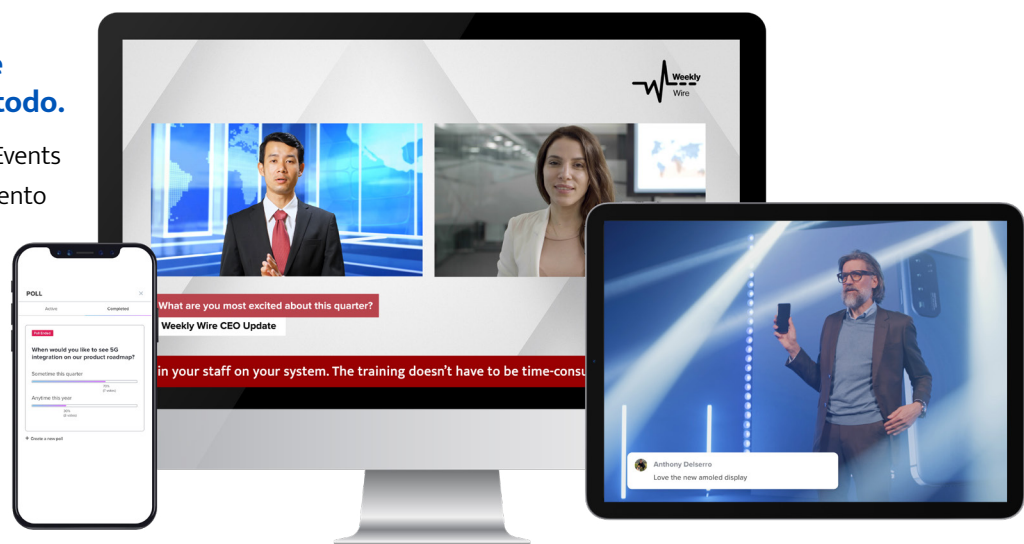 e
todo.
Events
ento
Weekly
Wire
What are you most excited about this quarter?
Weekly Wire CEO Update
in your staff on your system. The training doesn't have to be time-consu
POLL
Active
Completed
Poll Ended
When would you like to see SG
integration on our product roadmap?
Sometime this quarter
Anytime this year
+ Create a new poll
Anthony Delserro
Love the new amoled display